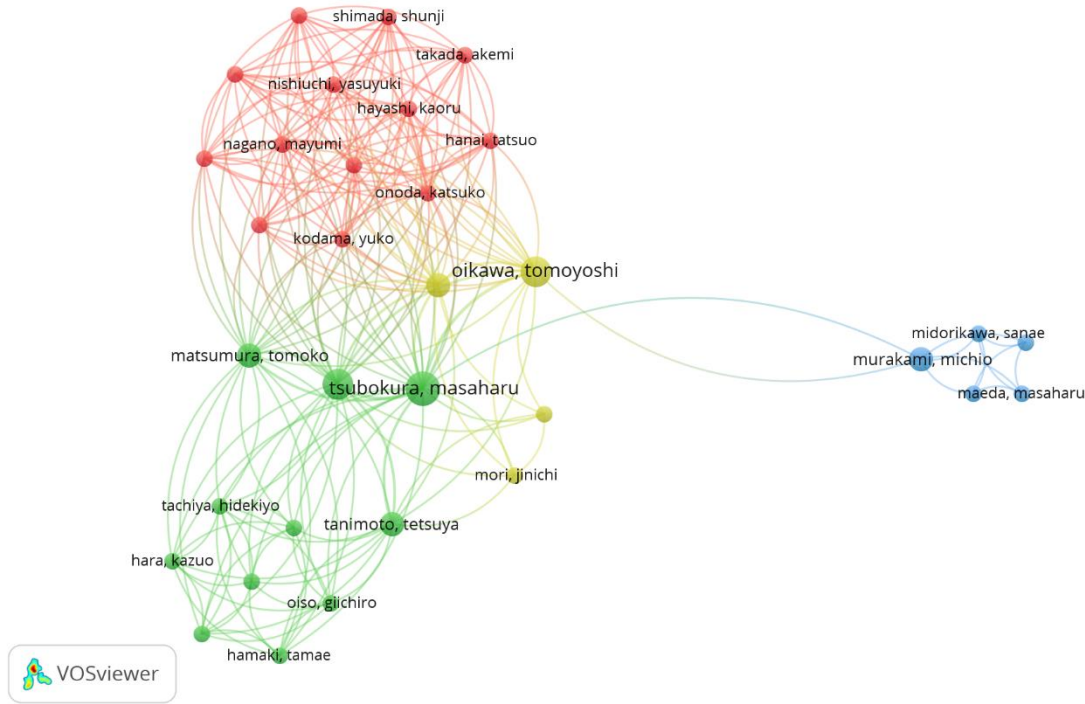 shimada, shunji
takada, akemi
nishiuchi, yasuyuki
hayashi, kaoru
nagano, mayumi
hanai, tatsuo
onoda, katsuko
kodama, yuko
oikawa, tomoyoshi
midorikawa, sanae
matsumura, tomoko
murakami, michio
tsubokura, masaharu
maeda, masaharu
mori, jinichi
tachiya, hidekiyo
tanimoto, tetsuya
hara, kazuo
oiso, giichiro
hamaki, tamae
VOSviewer